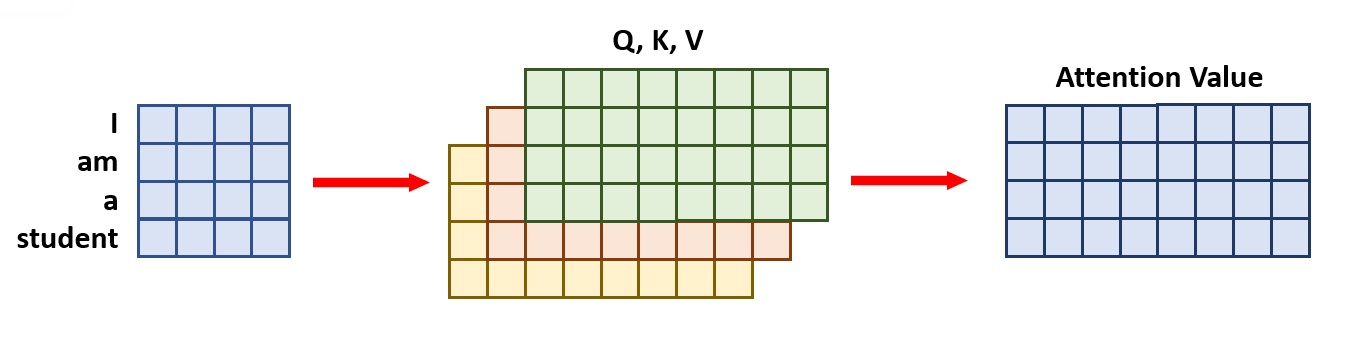 Q, K, V
Attention Value
I
am
a
student